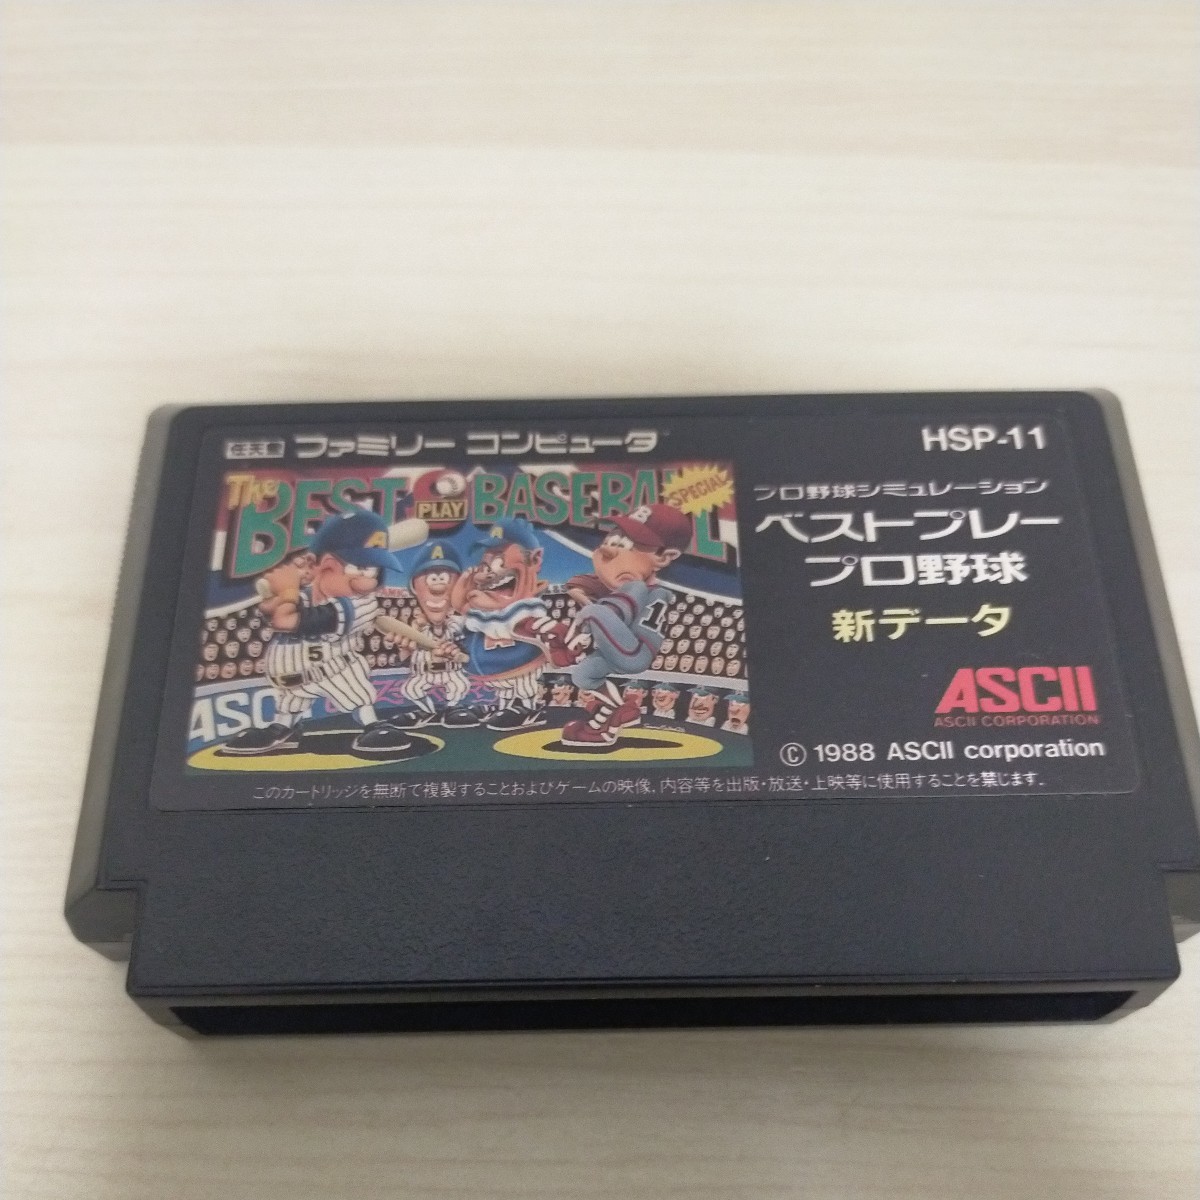 任天堂 ファミリー コンピュータ
HSP-11
The BEST PLAY BASEBALL
SPECIAL
プロ野球シミュレーション
ベストプレー
プロ野球
新データ
ASCII
ASCII CORPORATION
© 1988 ASCII corporation
A
A
A
B
5
1
A
ASC
このカートリッジを無断で複製することおよびゲームの映像,内容等を出版・放送・上映等に使用することを禁じます.